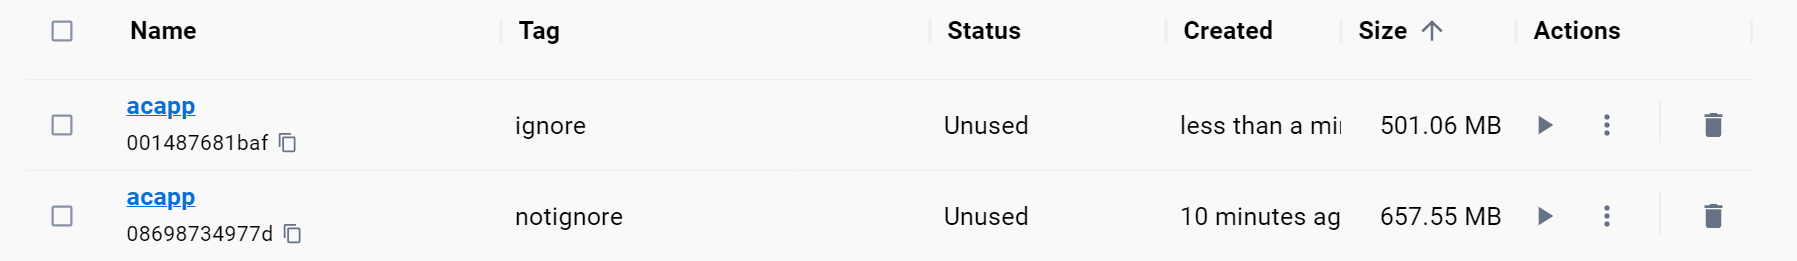 Name Tag Status Created Size Actions
acapp
001487681baf ignore Unused less than a mi 501.06 MB
acapp
08698734977d notignore Unused 10 minutes ag 657.55 MB